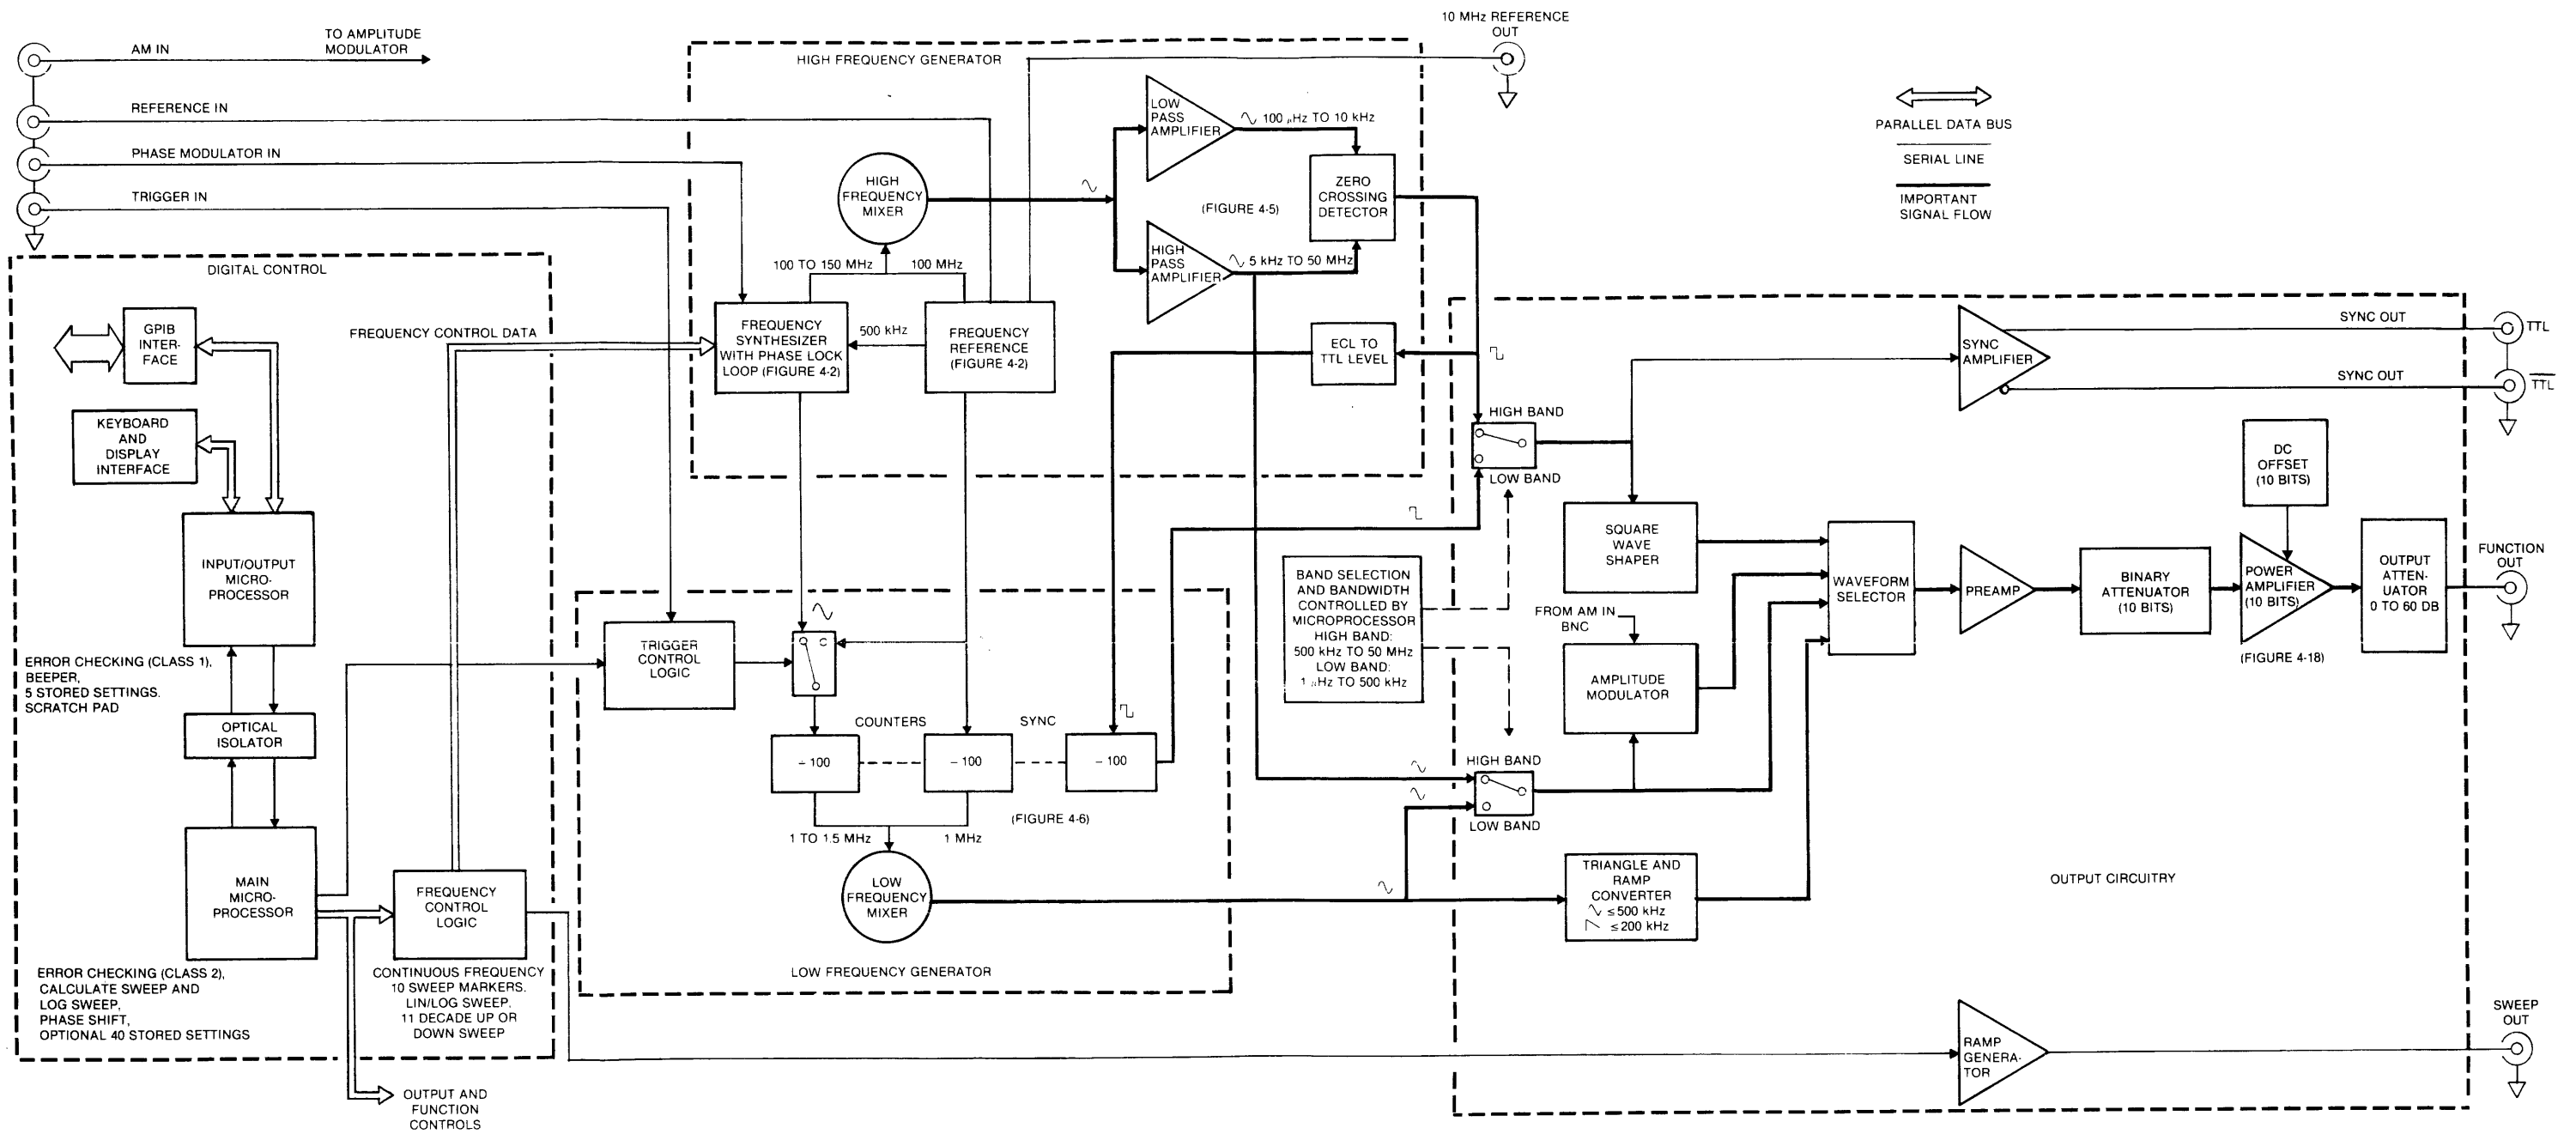 AM IN
TO AMPLITUDE
MODULATOR
REFERENCE IN
PHASE MODULATOR IN
TRIGGER IN
10 MHz REFERENCE
OUT
HIGH FREQUENCY GENERATOR
LOW
PASS
AMPLIFIER
100 µHz TO 10 kHz
HIGH
FREQUENCY
MIXER
(FIGURE 4-5)
ZERO
CROSSING
DETECTOR
HIGH
PASS
AMPLIFIER
5 kHz TO 50 MHz
100 TO 150 MHz
100 MHz
FREQUENCY
SYNTHESIZER
WITH PHASE LOCK
LOOP (FIGURE 4-2)
500 kHz
FREQUENCY
REFERENCE
(FIGURE 4-2)
ECL TO
TTL LEVEL
PARALLEL DATA BUS
SERIAL LINE
IMPORTANT
SIGNAL FLOW
DIGITAL CONTROL
GPIB
INTER-
FACE
FREQUENCY CONTROL DATA
KEYBOARD
AND
DISPLAY
INTERFACE
INPUT/OUTPUT
MICRO-
PROCESSOR
ERROR CHECKING (CLASS 1),
BEEPER,
5 STORED SETTINGS.
SCRATCH PAD
OPTICAL
ISOLATOR
MAIN
MICRO-
PROCESSOR
FREQUENCY
CONTROL
LOGIC
ERROR CHECKING (CLASS 2),
CALCULATE SWEEP AND
LOG SWEEP,
PHASE SHIFT,
OPTIONAL 40 STORED SETTINGS
CONTINUOUS FREQUENCY
10 SWEEP MARKERS.
LIN/LOG SWEEP.
11 DECADE UP OR
DOWN SWEEP
OUTPUT AND
FUNCTION
CONTROLS
TRIGGER
CONTROL
LOGIC
COUNTERS
SYNC
÷ 100
÷ 100
÷ 100
1 TO 1.5 MHz
1 MHz
(FIGURE 4-6)
LOW
FREQUENCY
MIXER
LOW FREQUENCY GENERATOR
HIGH BAND
LOW BAND
BAND SELECTION
AND BANDWIDTH
CONTROLLED BY
MICROPROCESSOR
HIGH BAND:
500 kHz TO 50 MHz
LOW BAND:
1 µHz TO 500 kHz
HIGH BAND
LOW BAND
SYNC
AMPLIFIER
SYNC OUT
TTL
SYNC OUT
TTL
SQUARE
WAVE
SHAPER
FROM AM IN
BNC
AMPLITUDE
MODULATOR
WAVEFORM
SELECTOR
PREAMP
BINARY
ATTENUATOR
(10 BITS)
DC
OFFSET
(10 BITS)
POWER
AMPLIFIER
(10 BITS)
(FIGURE 4-18)
OUTPUT
ATTEN-
UATOR
0 TO 60 DB
FUNCTION
OUT
TRIANGLE AND
RAMP
CONVERTER
≤500 kHz
≤200 kHz
OUTPUT CIRCUITRY
RAMP
GENERA-
TOR
SWEEP
OUT